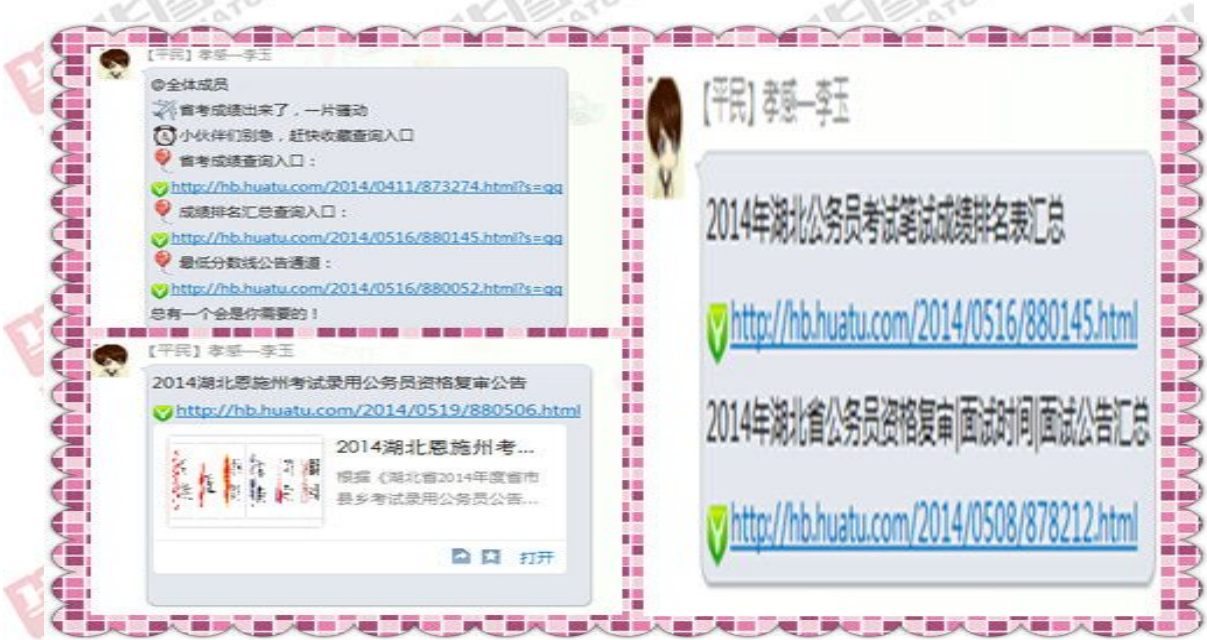 【平民】孝感—李玉
@全体成员
省考成绩出来了，一片骚动
小伙伴们别急，赶快收藏查询入口
省考成绩查询入口：
http://hb.huatu.com/2014/0411/873274.html?s=qq
成绩排名汇总查询入口：
http://hb.huatu.com/2014/0516/880145.html?s=qq
最低分数线公告通道：
http://hb.huatu.com/2014/0516/880052.html?s=qq
总有一个会是你需要的！
【平民】孝感—李玉
2014湖北恩施州考试录用公务员资格复审公告
http://hb.huatu.com/2014/0519/880506.html
2014湖北恩施州考...
根据《湖北省2014年度省市
县乡考试录用公务员公告...
打开
【平民】孝感—李玉
2014年湖北公务员考试笔试成绩排名表汇总
http://hb.huatu.com/2014/0516/880145.html
2014年湖北省公务员资格复审|面试时间|面试公告汇总
http://hb.huatu.com/2014/0508/878212.html